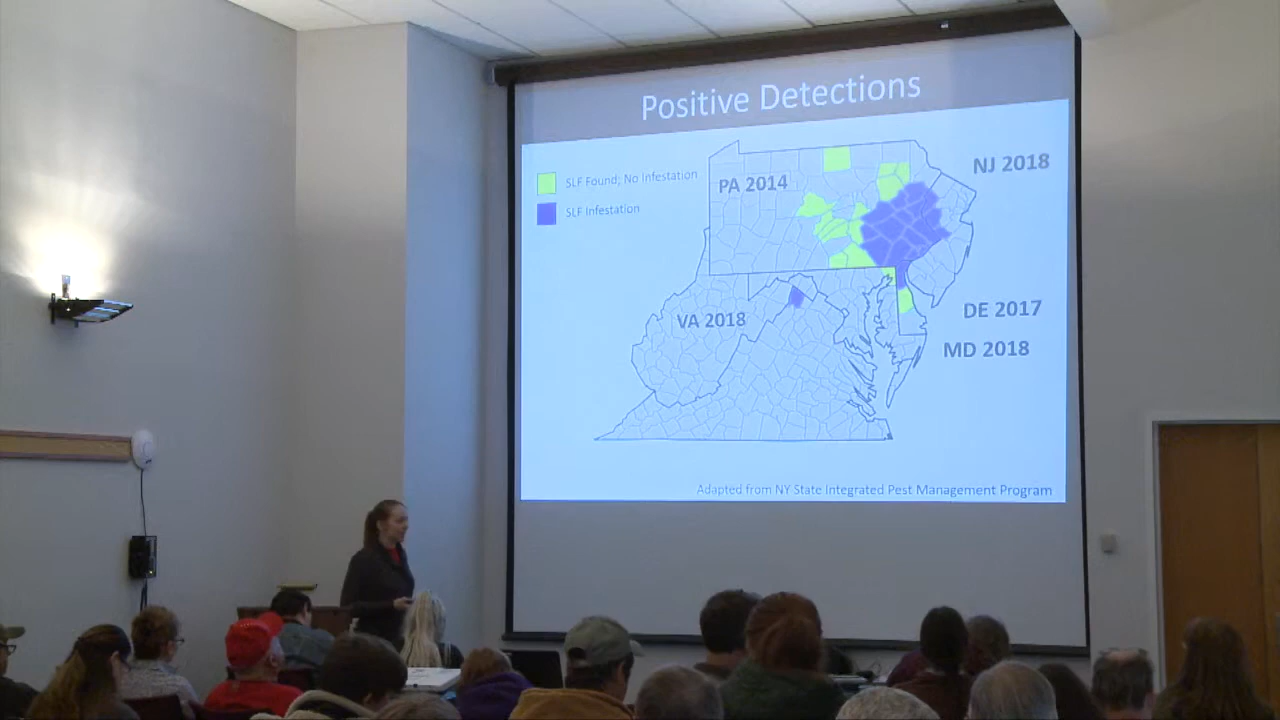 Positive Detections
SLF Found; No Infestation
SLF Infestation
PA 2014
NJ 2018
VA 2018
DE 2017
MD 2018
Adapted from NY State Integrated Pest Management Program